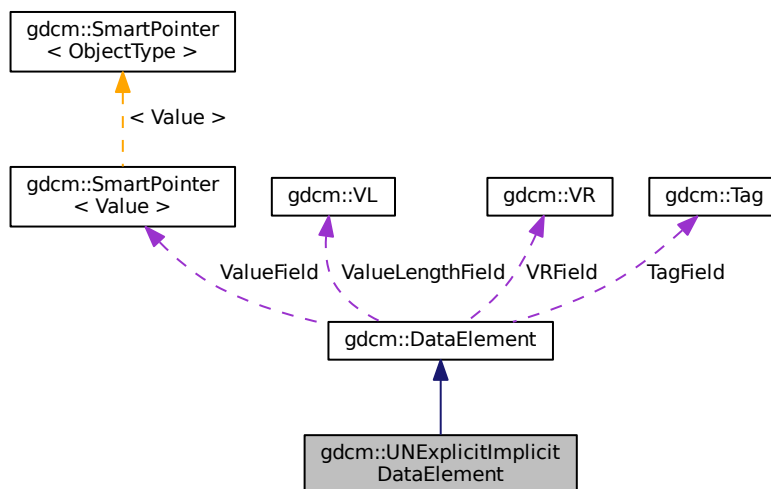 gdcm::SmartPointer
< ObjectType >
< Value >
gdcm::SmartPointer
< Value >
gdcm::VL
gdcm::VR
gdcm::Tag
ValueField
ValueLengthField
VRField
TagField
gdcm::DataElement
gdcm::UNExplicitImplicit
DataElement